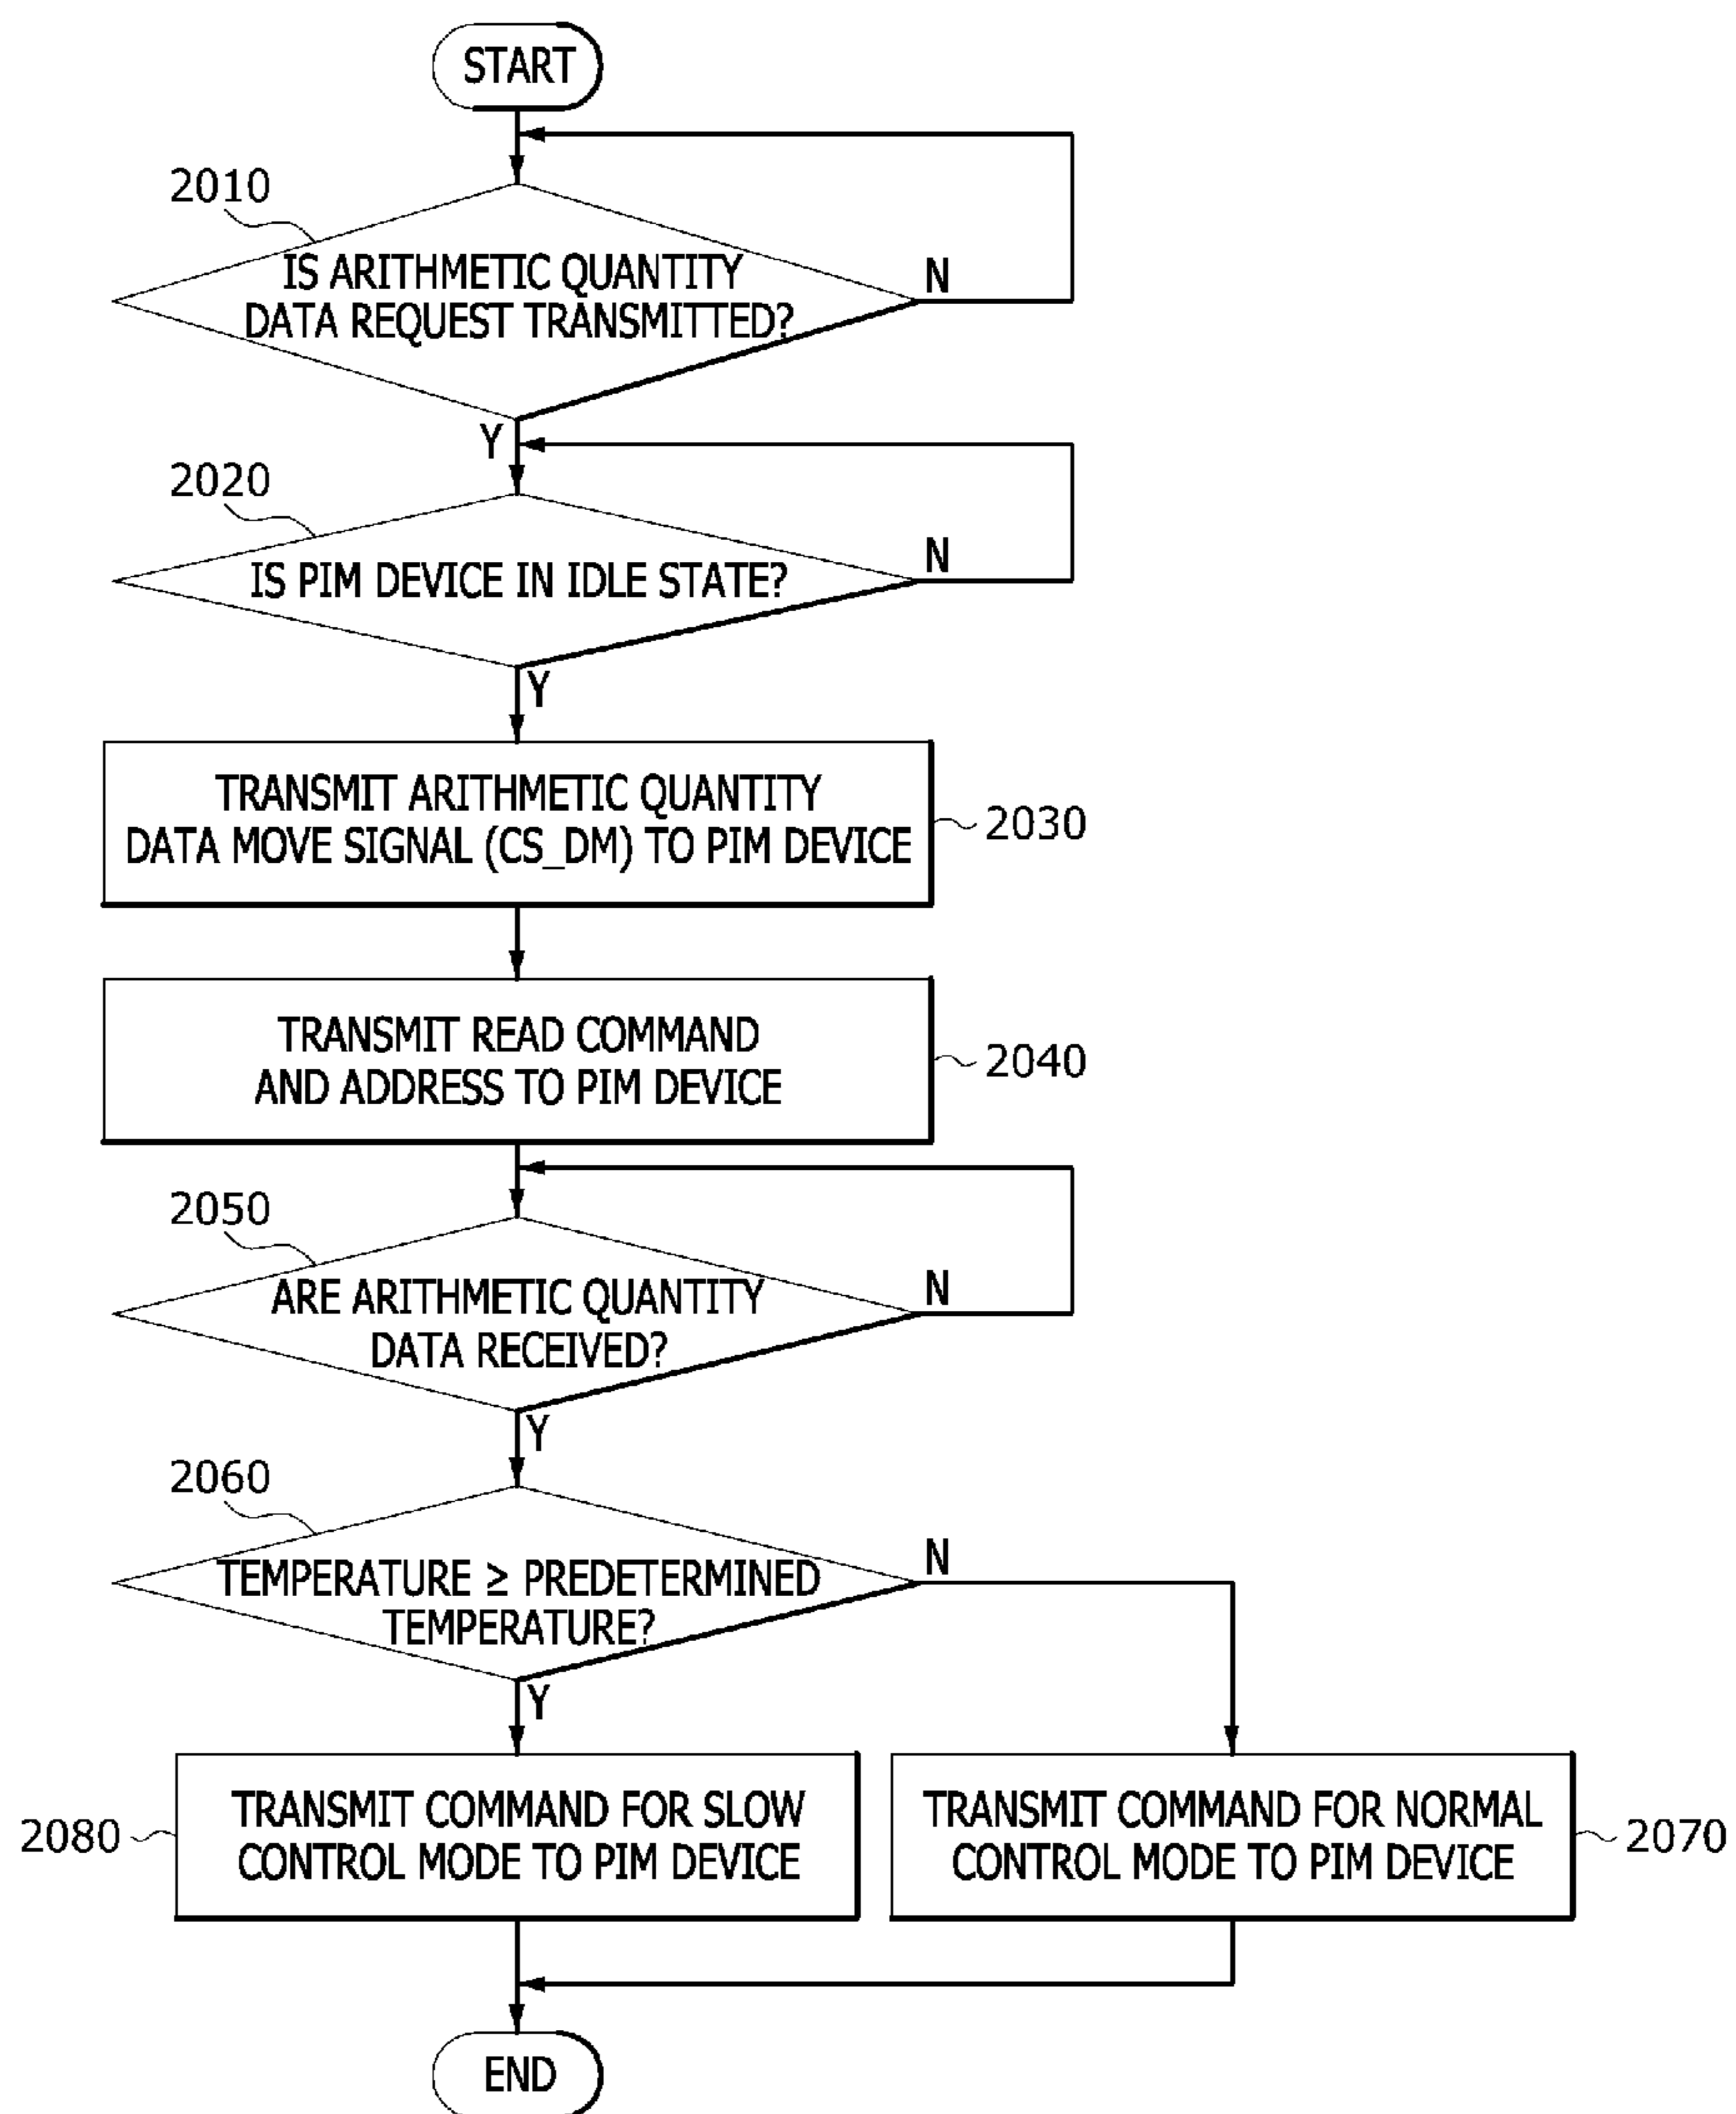 START
2010
IS ARITHMETIC QUANTITY
DATA REQUEST TRANSMITTED?
N
Y
2020
IS PIM DEVICE IN IDLE STATE?
N
Y
TRANSMIT ARITHMETIC QUANTITY
DATA MOVE SIGNAL (CS_DM) TO PIM DEVICE
2030
TRANSMIT READ COMMAND
AND ADDRESS TO PIM DEVICE
2040
2050
ARE ARITHMETIC QUANTITY
DATA RECEIVED?
N
Y
2060
TEMPERATURE ≥ PREDETERMINED
TEMPERATURE?
N
Y
2080
TRANSMIT COMMAND FOR SLOW
CONTROL MODE TO PIM DEVICE
TRANSMIT COMMAND FOR NORMAL
CONTROL MODE TO PIM DEVICE
2070
END